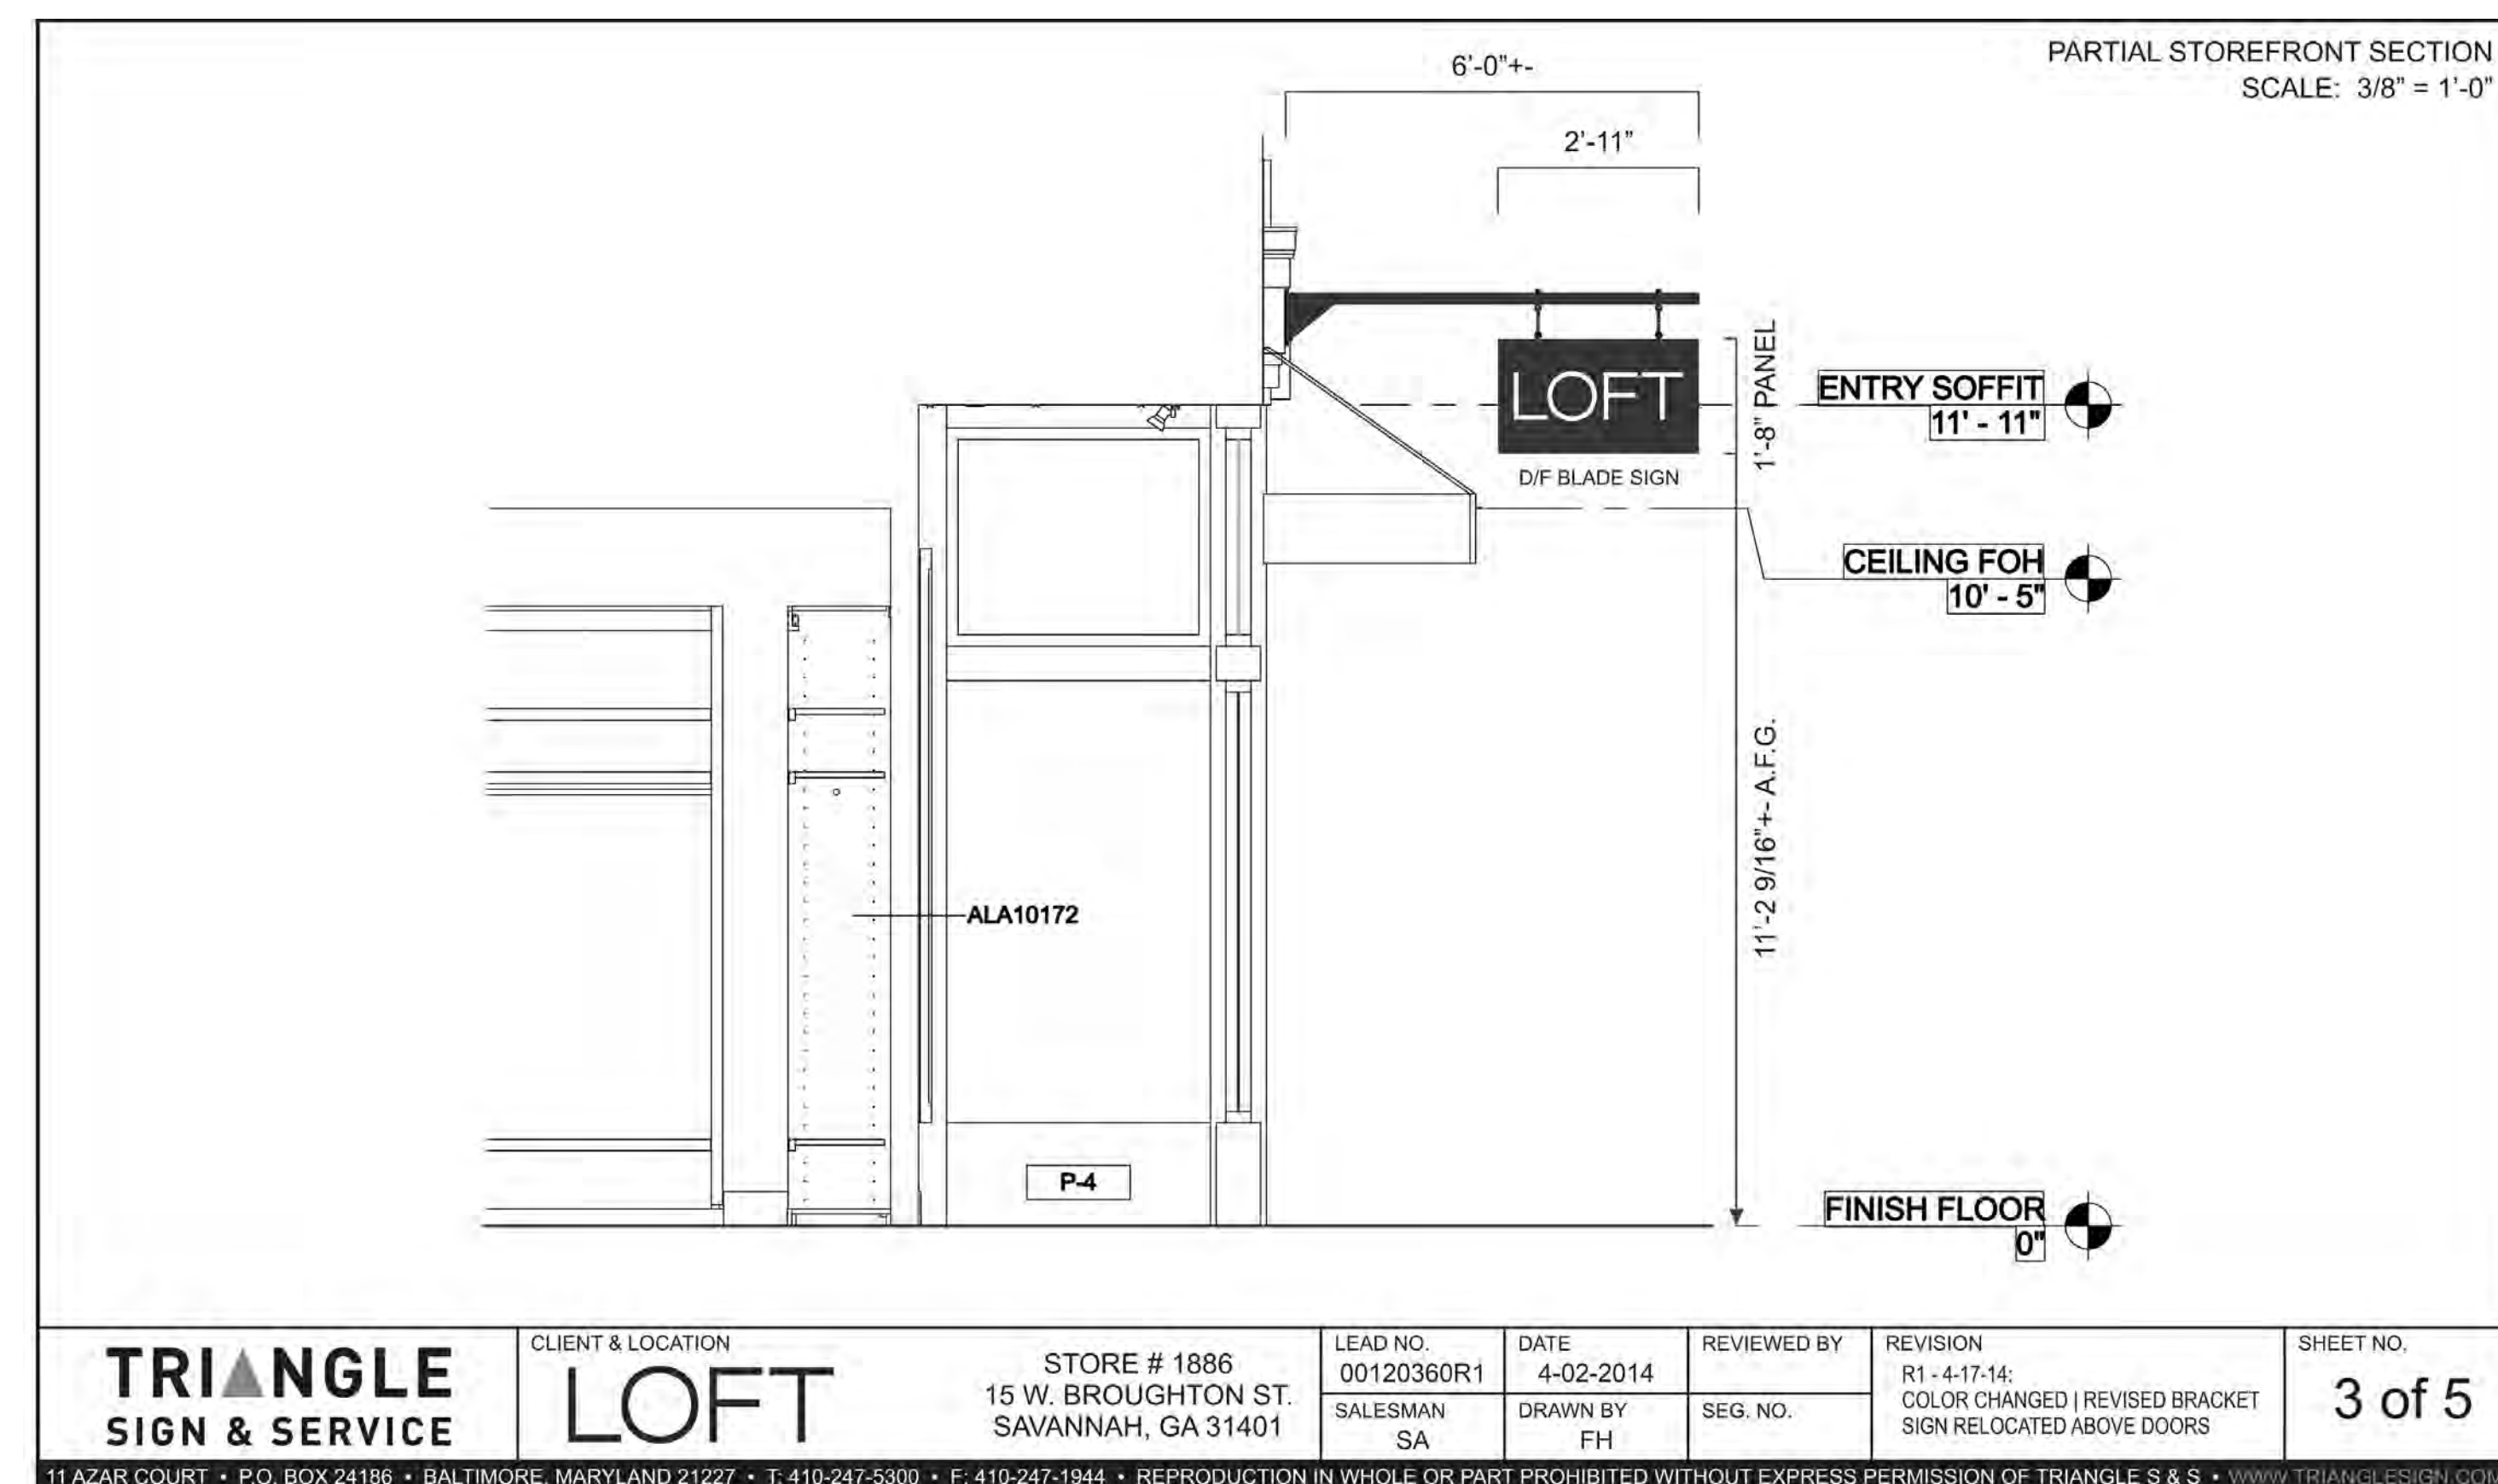 PARTIAL STOREFRONT SECTION
SCALE: 3/8" = 1'-0"
6'-0"+-
2'-11"
LOFT
D/F BLADE SIGN
1'-8" PANEL
ENTRY SOFFIT
11' - 11"
CEILING FOH
10' - 5"
11'-2 9/16"+- A.F.G.
ALA10172
P-4
FINISH FLOOR
0"
TRIANGLE
SIGN & SERVICE
CLIENT & LOCATION
LOFT
STORE # 1886
15 W. BROUGHTON ST.
SAVANNAH, GA 31401
LEAD NO.
00120360R1
SALESMAN
SA
DATE
4-02-2014
DRAWN BY
FH
REVIEWED BY
SEG. NO.
REVISION
R1 - 4-17-14:
COLOR CHANGED | REVISED BRACKET
SIGN RELOCATED ABOVE DOORS
SHEET NO.
3 of 5
11 AZAR COURT • P.O. BOX 24186 • BALTIMORE, MARYLAND 21227 • T: 410-247-5300 • F: 410-247-1944 • REPRODUCTION IN WHOLE OR PART PROHIBITED WITHOUT EXPRESS PERMISSION OF TRIANGLE S & S • WWW.TRIANGLESIGN.COM